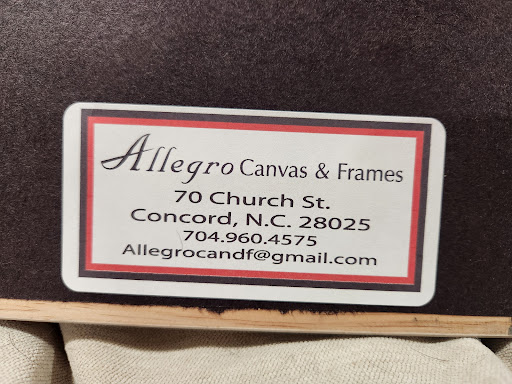 Allegro Canvas & Frames
70 Church St.
Concord, N.C. 28025
704.960.4575
Allegrocandf@gmail.com